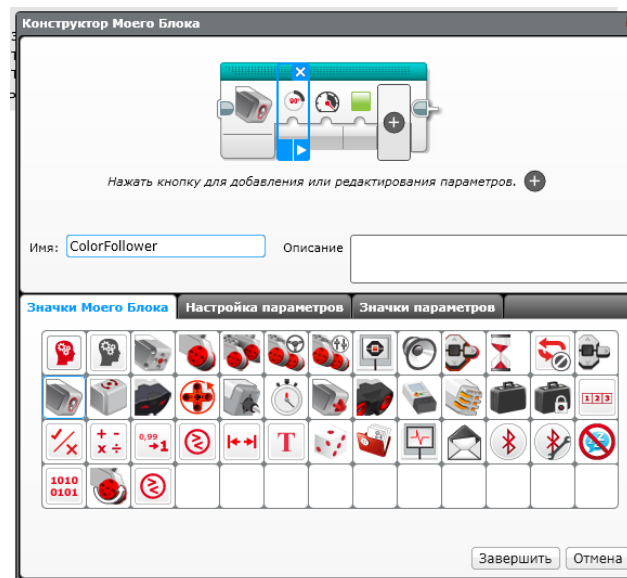 Конструктор Моего Блока
90°
Нажать кнопку для добавления или редактирования параметров.
Имя: ColorFollower Описание
Значки Моего Блока Настройка параметров Значки параметров
1 2 3
0,99
→1
T
1010
0101
Завершить Отмена